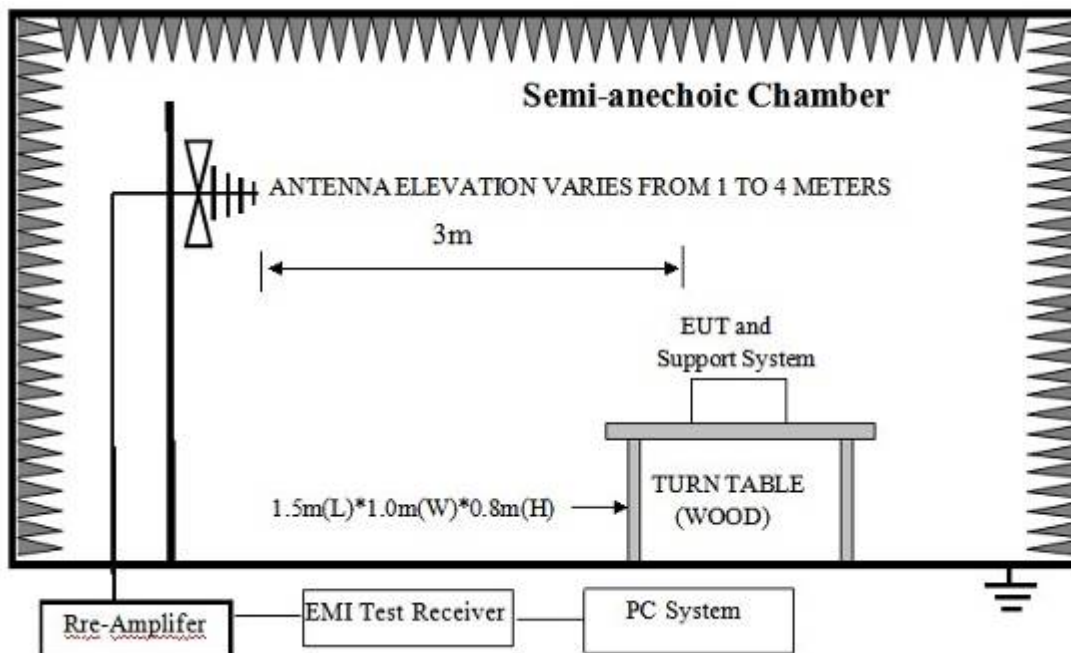 Semi-anechoic Chamber
ANTENNA ELEVATION VARIES FROM 1 TO 4 METERS
3m
EUT and
Support System
1.5m(L)*1.0m(W)*0.8m(H)
TURN TABLE
(WOOD)
Rre-Amplifer
EMI Test Receiver
PC System